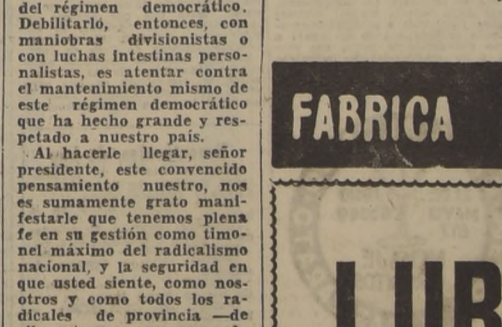 del régimen democrático.
Debilitarlo, entonces, con
maniobras divisionistas o
con luchas intestinas perso-
nalistas, es atentar contra
el mantenimiento mismo de
este régimen democrático
que ha hecho grande y res-
petado a nuestro país.
Al hacerle llegar, señor
presidente, este convencido
pensamiento nuestro, nos
es sumamente grato mani-
festarle que tenemos plena
fe en su gestión como timo-
nel máximo del radicalismo
nacional, y la seguridad en
que usted siente, como nos-
otros y como todos los ra-
dicales de provincia —de
FABRICA
LUB